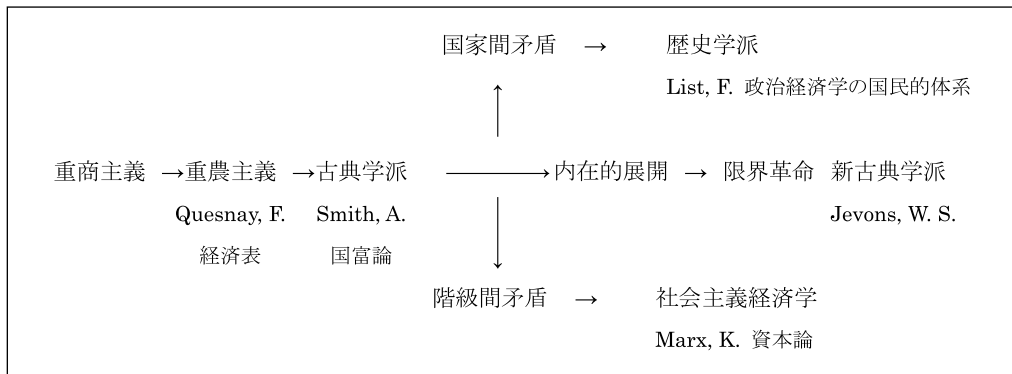 国家間矛盾 → 歴史学派
List, F. 政治経済学の国民的体系
重商主義 →重農主義 →古典学派 →内在的展開 → 限界革命 新古典学派
Quesnay, F. Smith, A. Jevons, W. S.
経済表 国富論
階級間矛盾 → 社会主義経済学
Marx, K. 資本論